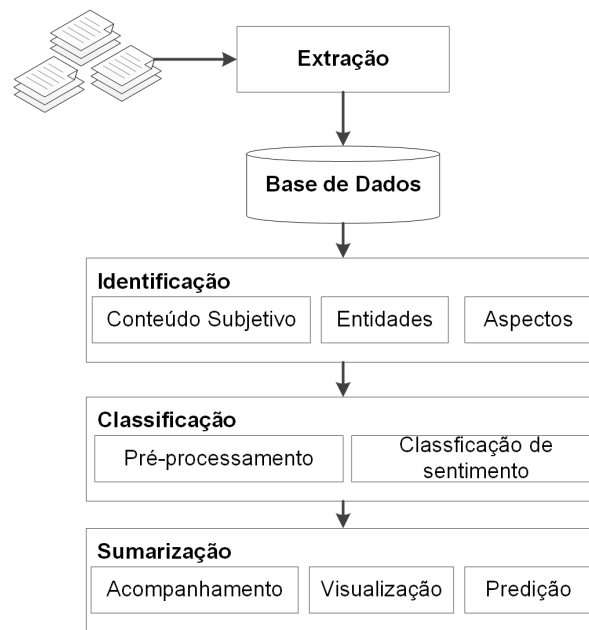 Extração
Base de Dados
Identificação
Conteúdo Subjetivo
Entidades
Aspectos
Classificação
Pré-processamento
Classficação de
sentimento
Sumarização
Acompanhamento
Visualização
Predição